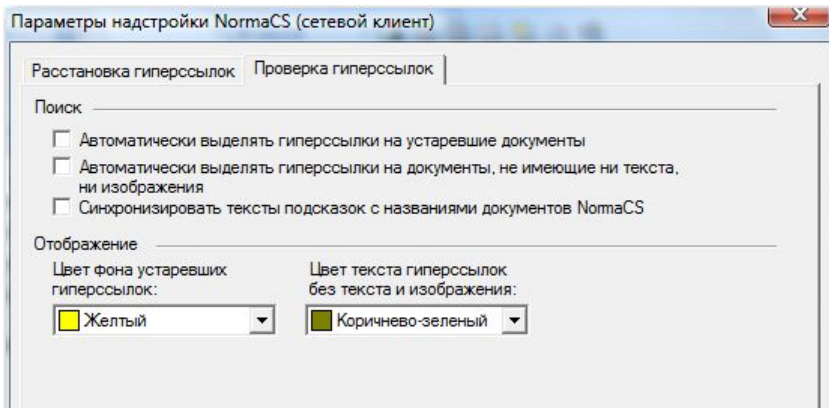 Параметры надстройки NormaCS (сетевой клиент)
Расстановка гиперссылок Проверка гиперссылок
Поиск
Автоматически выделять гиперссылки на устаревшие документы
Автоматически выделять гиперссылки на документы, не имеющие ни текста,
ни изображения
Синхронизировать тексты подсказок с названиями документов NormaCS
Отображение
Цвет фона устаревших
гиперссылок:
Желтый
Цвет текста гиперссылок
без текста и изображения:
Коричнево-зеленый